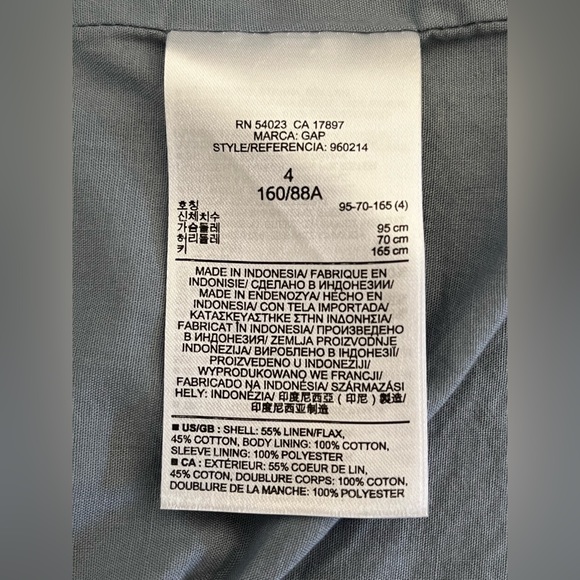 RN 54023 CA 17897
MARCA: GAP
STYLE/REFERENCIA: 960214
4
160/88A
호칭 95-70-165 (4)
신체치수
가슴둘레 95 cm
허리둘레 70 cm
키 165 cm
MADE IN INDONESIA/ FABRIQUE EN
INDONISIE/ СДЕЛАНО В ИНДОНЕЗИИ/
MADE IN ENDENOZYA/ HECHO EN
INDONESIA/ CON TELA IMPORTADA/
ΚΑΤΑΣΚΕΥΑΣΤΗΚΕ ΣΤΗΝ ΙΝΔΟΝΗΣΙΑ/
FABRICAT ÎN INDONESIA/ ПРОИЗВЕДЕНО
В ИНДОНЕЗИЯ/ ZEMLJA PROIZVODNJE
INDONEZIJA/ ВИРОБЛЕНО В ІНДОНЕЗІЇ/
PROIZVEDENO U INDONEZIJI/
WYPRODUKOWANO WE FRANCJI/
FABRICADO NA INDONÉSIA/ SZÁRMAZÁSI
HELY: INDONÉZIA/ 印度尼西亞 ( 印尼 ) 製造/
印度尼西亚制造
■ US/GB : SHELL: 55% LINEN/FLAX,
45% COTTON, BODY LINING: 100% COTTON,
SLEEVE LINING: 100% POLYESTER
■ CA : EXTÉRIEUR: 55% COEUR DE LIN,
45% COTON, DOUBLURE CORPS: 100% COTON,
DOUBLURE DE LA MANCHE: 100% POLYESTER